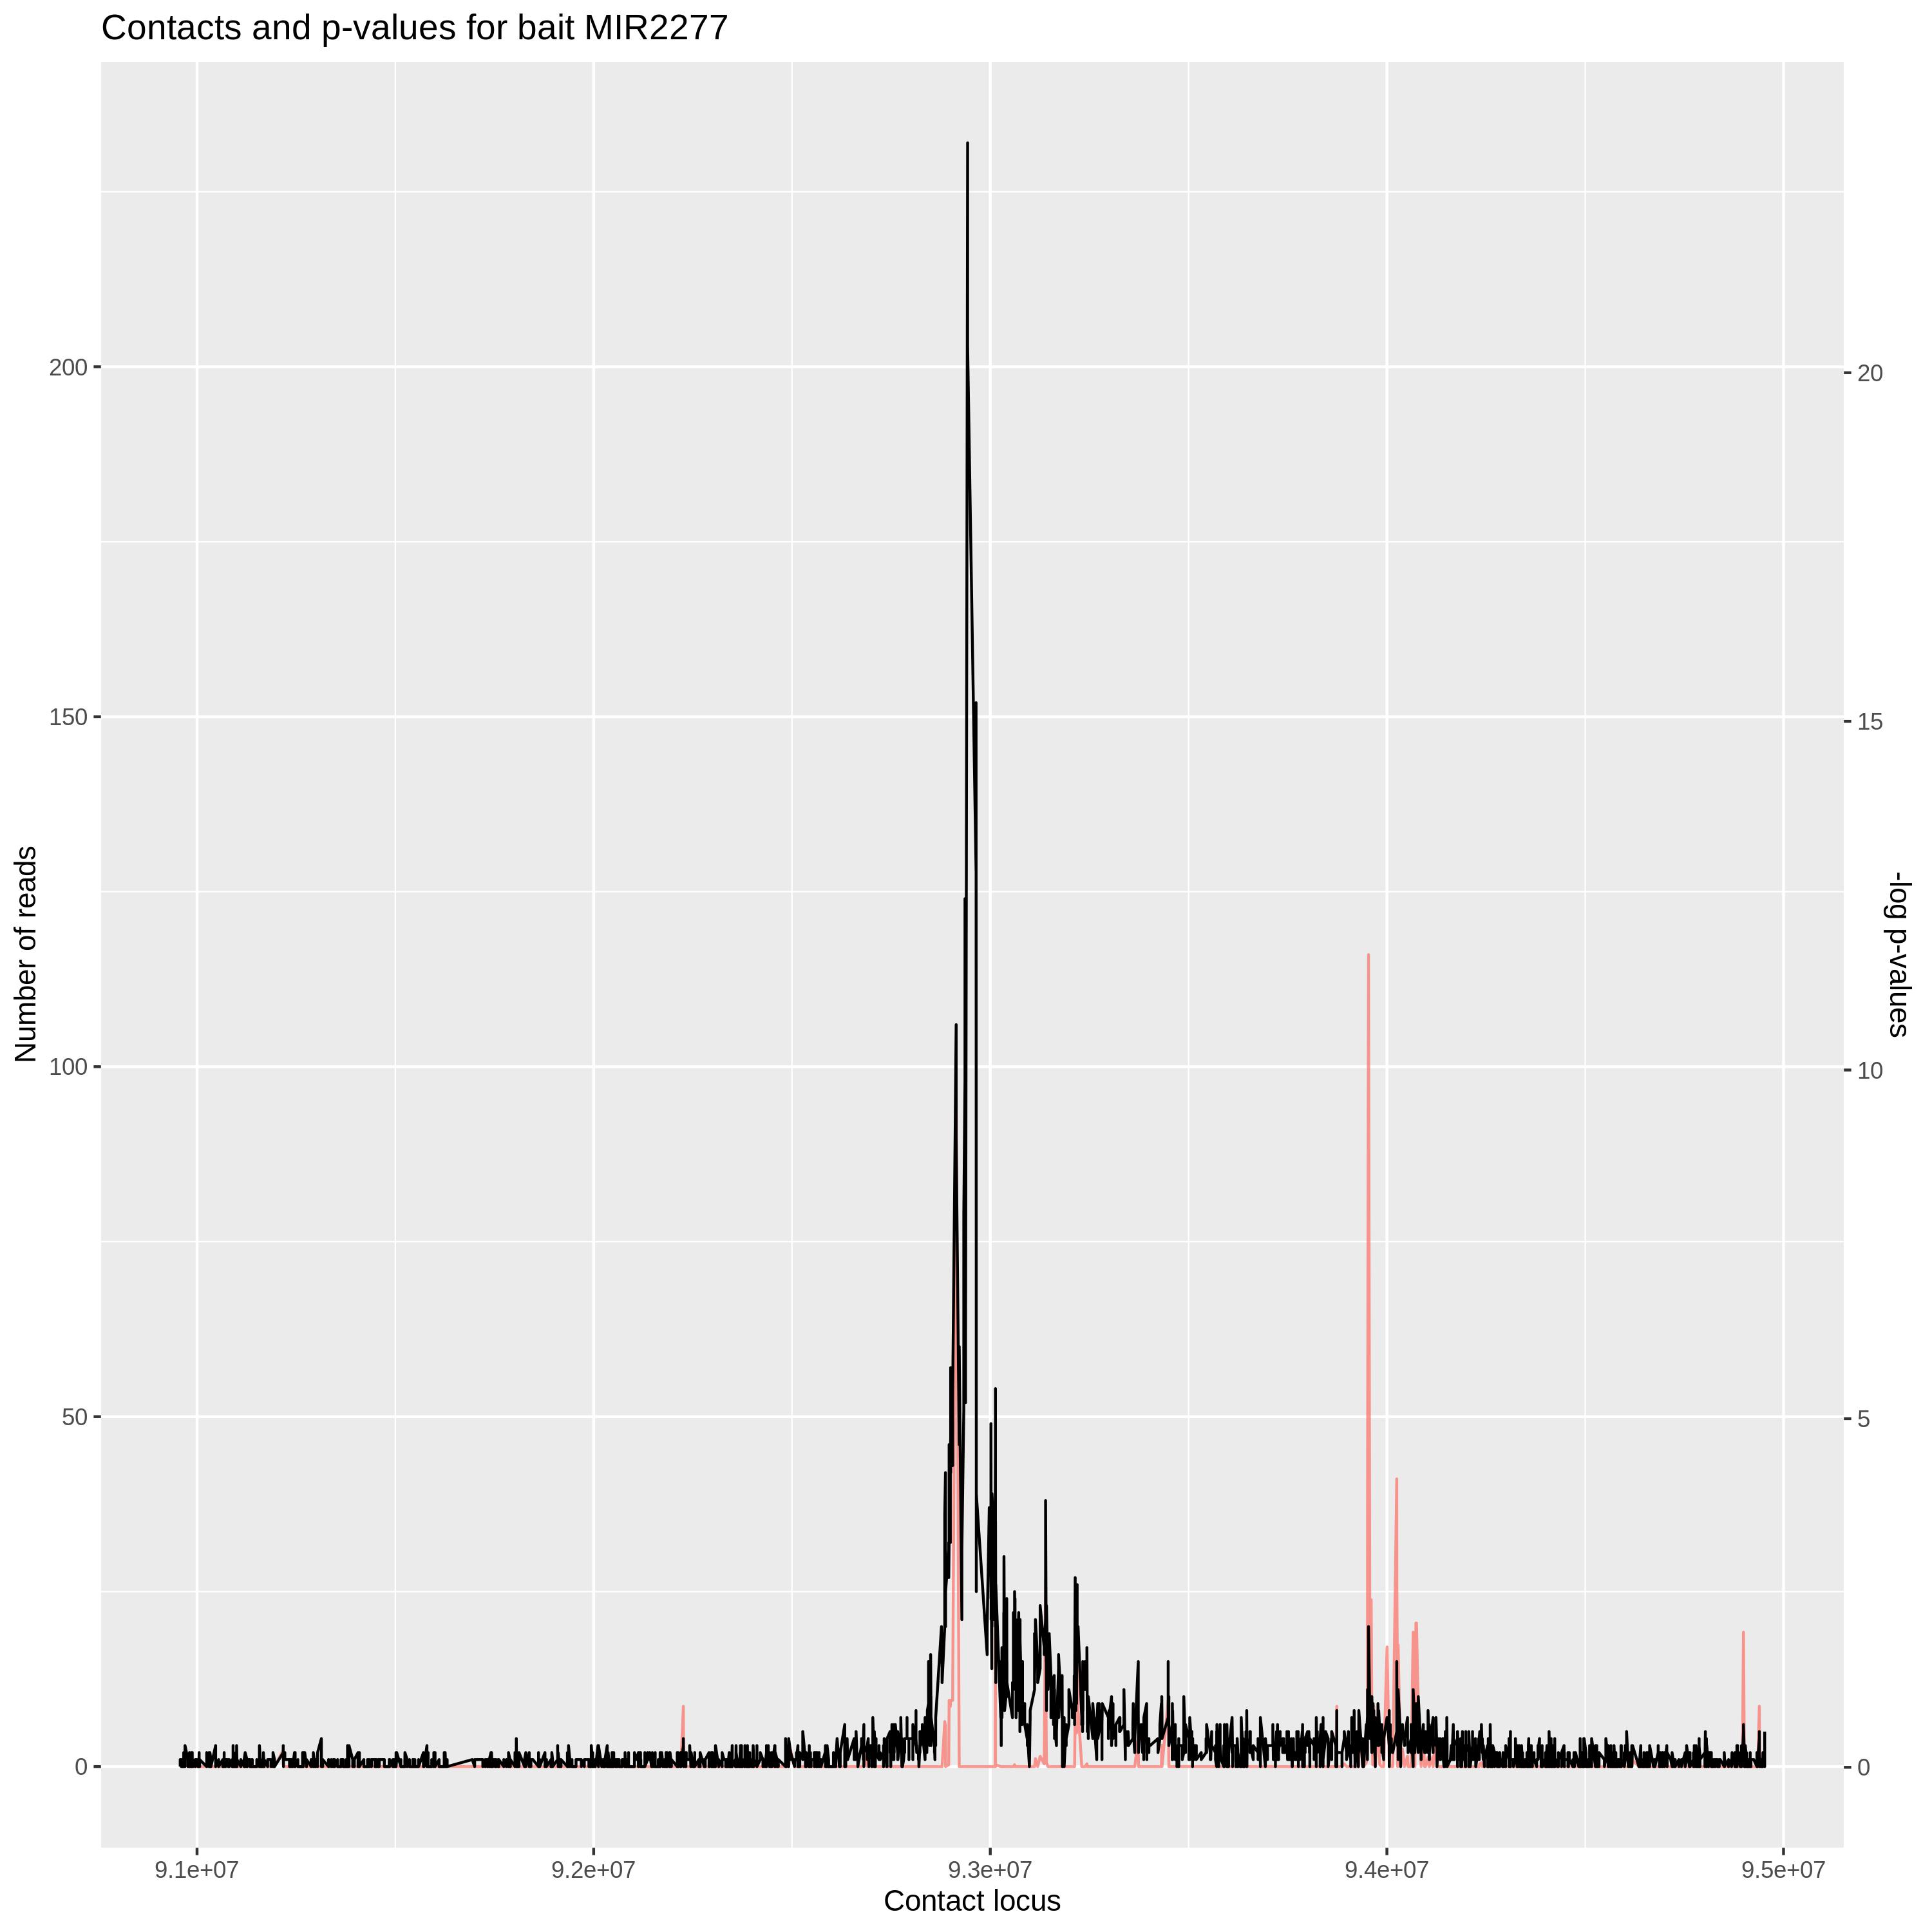 Contacts and p-values for bait MIR2277
200
150
100
50
0
20
15
10
5
0
Number of reads
-log p-values
9.1e+07
9.2e+07
9.3e+07
9.4e+07
9.5e+07
Contact locus